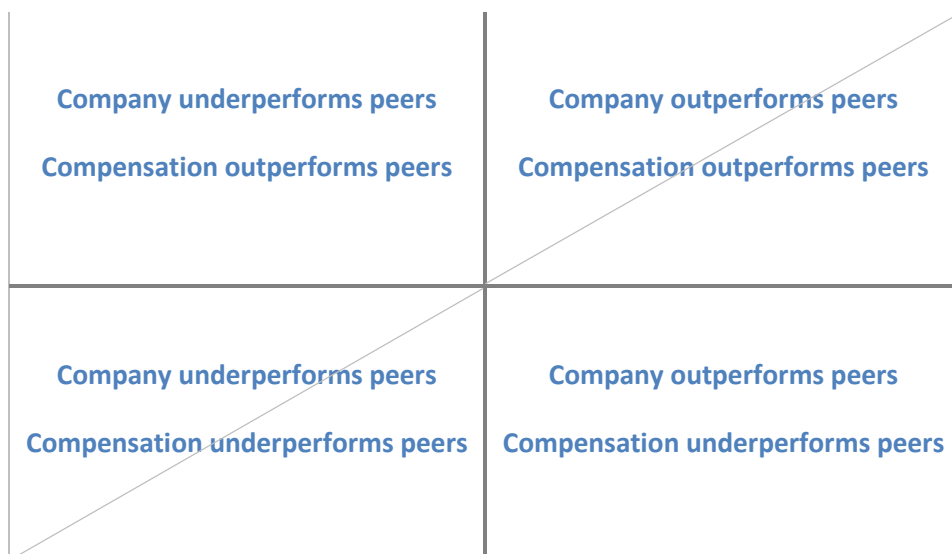 Company underperforms peers
Compensation outperforms peers
Company outperforms peers
Compensation outperforms peers
Company underperforms peers
Compensation underperforms peers
Company outperforms peers
Compensation underperforms peers